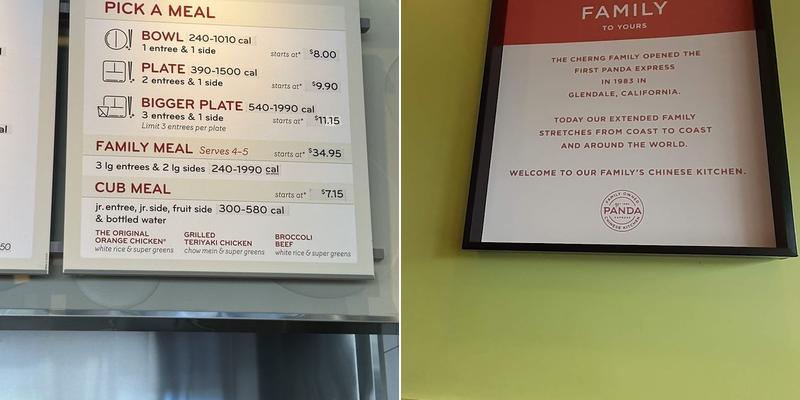 PICK A MEAL
BOWL 240-1010 cal
1 entree & 1 side
starts at* $8.00
PLATE 390-1500 cal
2 entrees & 1 side
starts at* $9.90
BIGGER PLATE 540-1990 cal
3 entrees & 1 side
starts at* $11.15
Limit 3 entrees per plate
FAMILY MEAL Serves 4-5
starts at* $34.95
3 lg entrees & 2 lg sides 240-1990 cal
CUB MEAL
starts at* $7.15
jr. entree, jr. side, fruit side 300-580 cal
& bottled water
THE ORIGINAL
ORANGE CHICKEN®
white rice & super greens
GRILLED
TERIYAKI CHICKEN
chow mein & super greens
BROCCOLI
BEEF
white rice & super greens
al
50
FAMILY
TO YOURS
THE CHERNG FAMILY OPENED THE
FIRST PANDA EXPRESS
IN 1983 IN
GLENDALE, CALIFORNIA.
TODAY OUR EXTENDED FAMILY
STRETCHES FROM COAST TO COAST
AND AROUND THE WORLD.
WELCOME TO OUR FAMILY'S CHINESE KITCHEN.
FAMILY OWNED
PANDA
EXPRESS
CHINESE KITCHEN